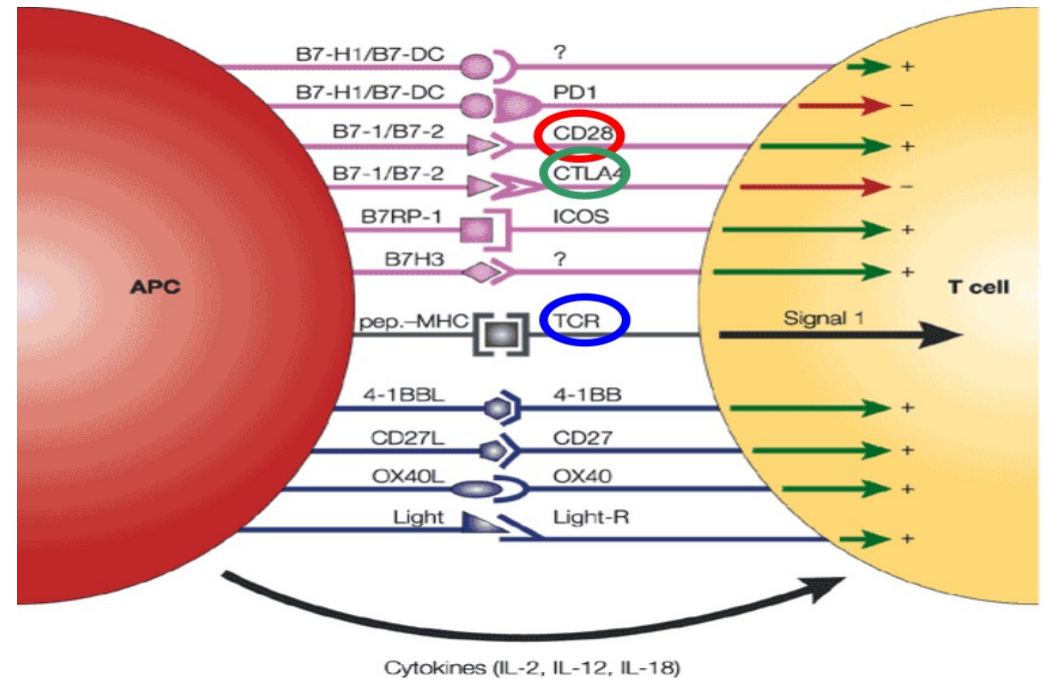 B7-H1/B7-DC ? +
B7-H1/B7-DC PD1 –
B7-1/B7-2 CD28 +
B7-1/B7-2 CTLA4 –
B7RP-1 ICOS +
B7H3 ? +
APC T cell
pep.–MHC TCR Signal 1
4-1BBL 4-1BB +
CD27L CD27 +
OX40L OX40 +
Light Light-R +
Cytokines (IL-2, IL-12, IL-18)